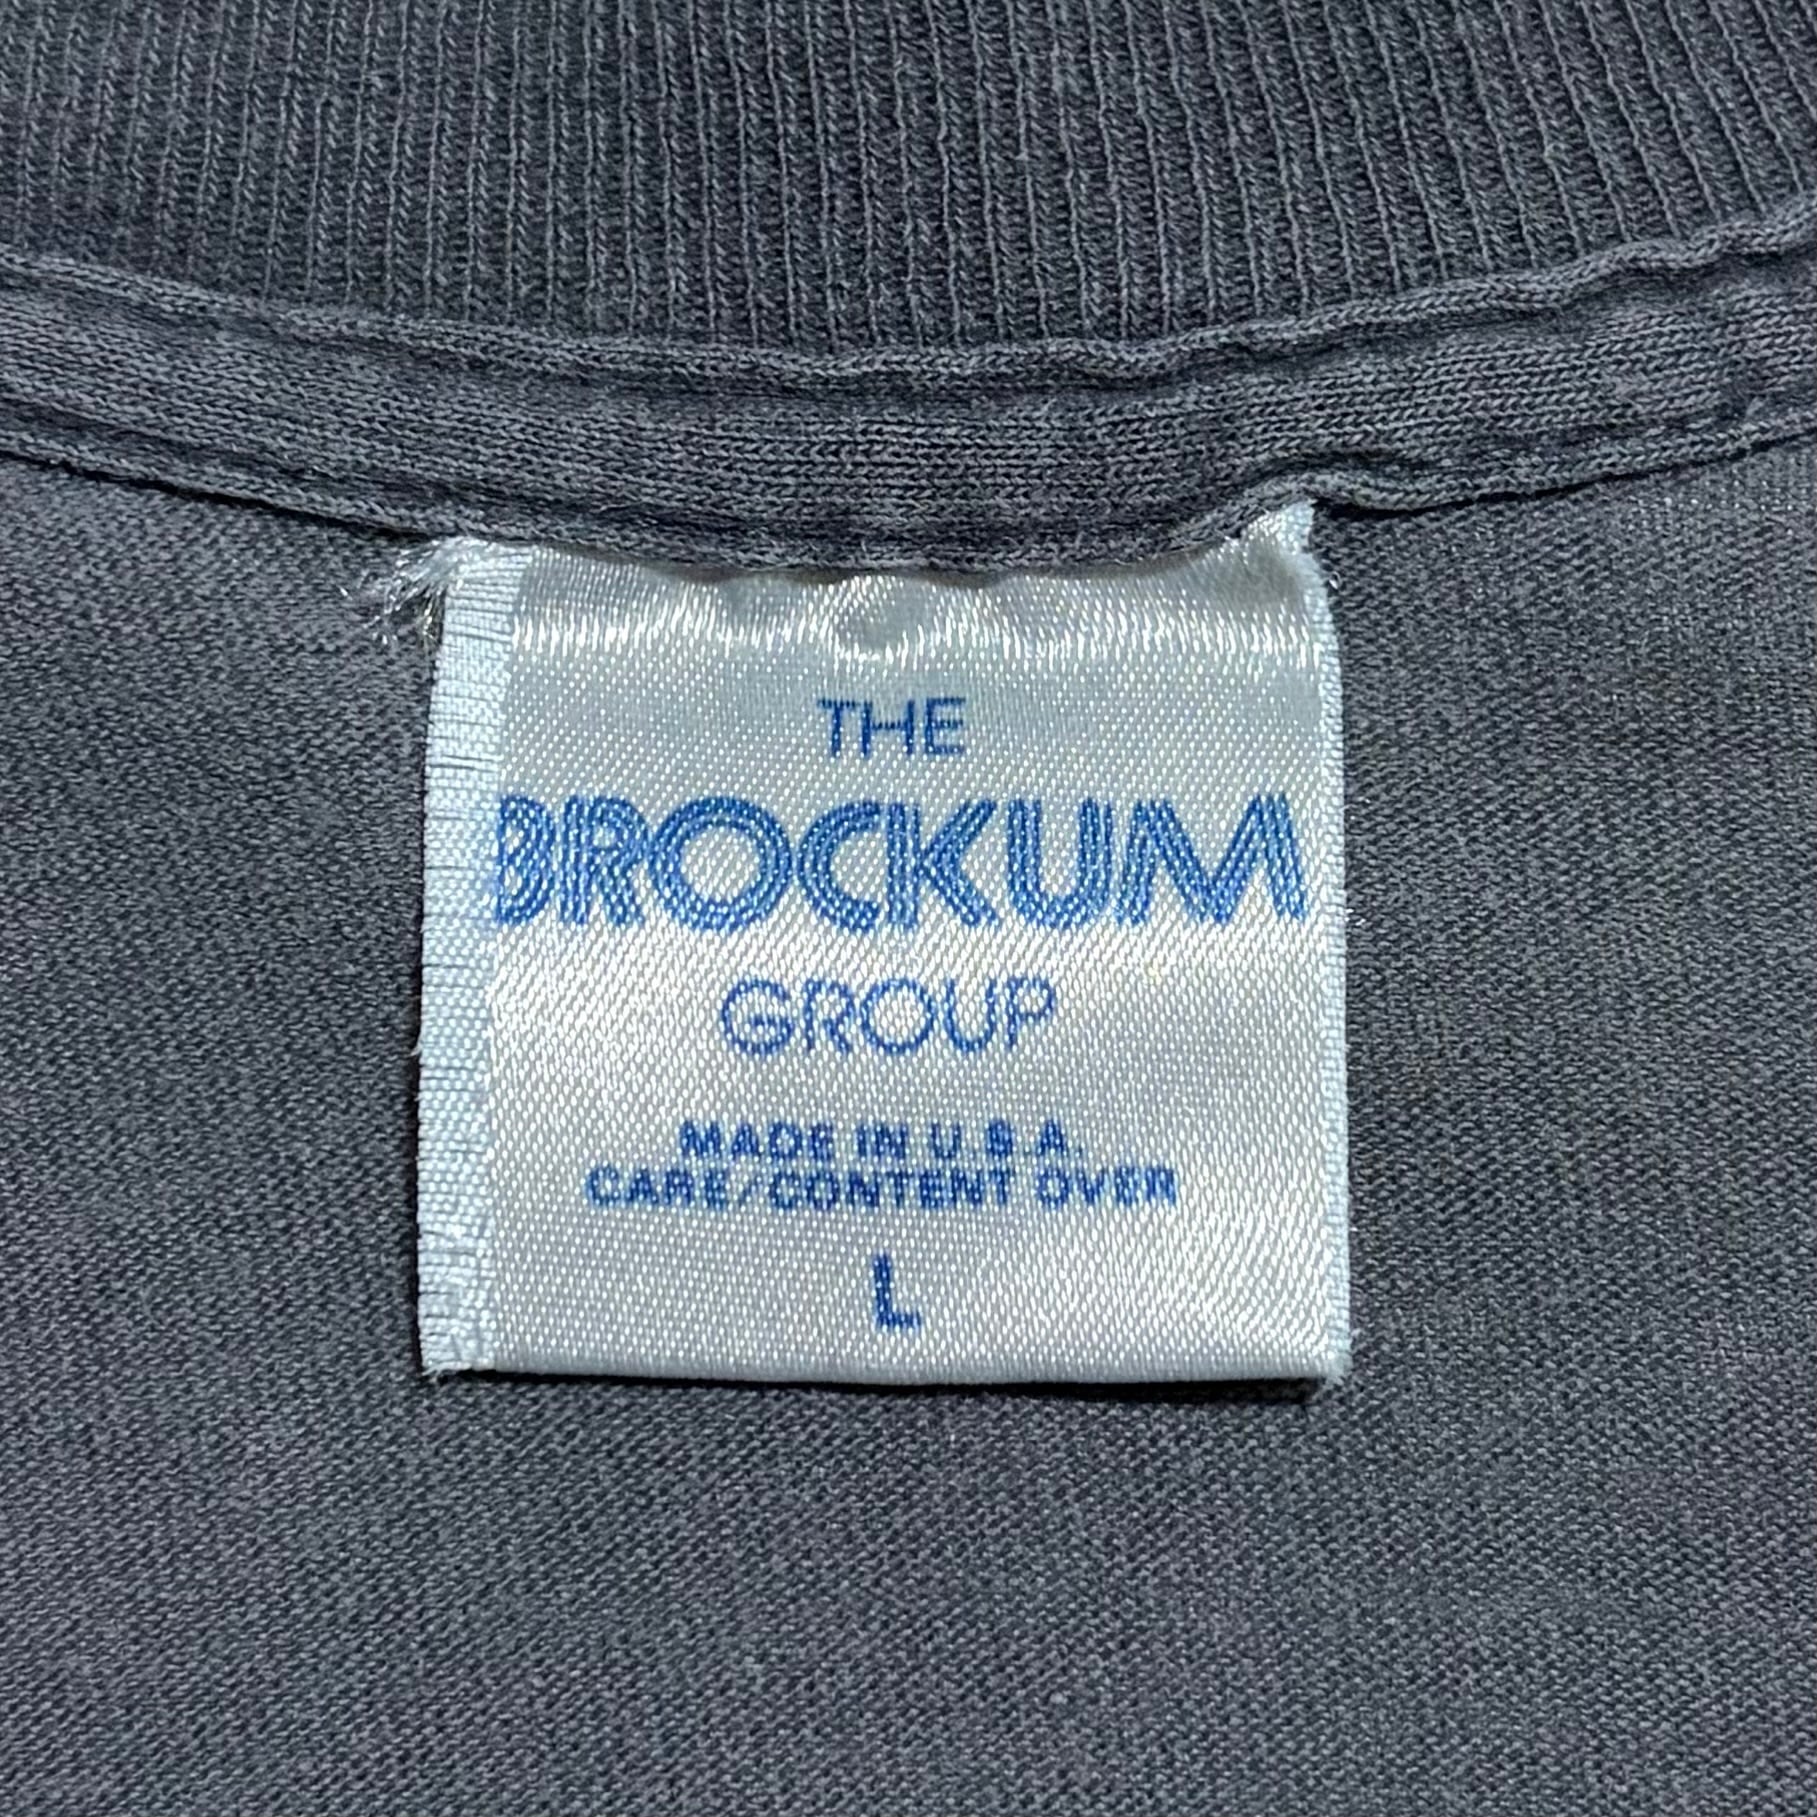 THE
BROCKUM
GROUP
MADE IN U.S.A
CARE/CONTENT OVER
L